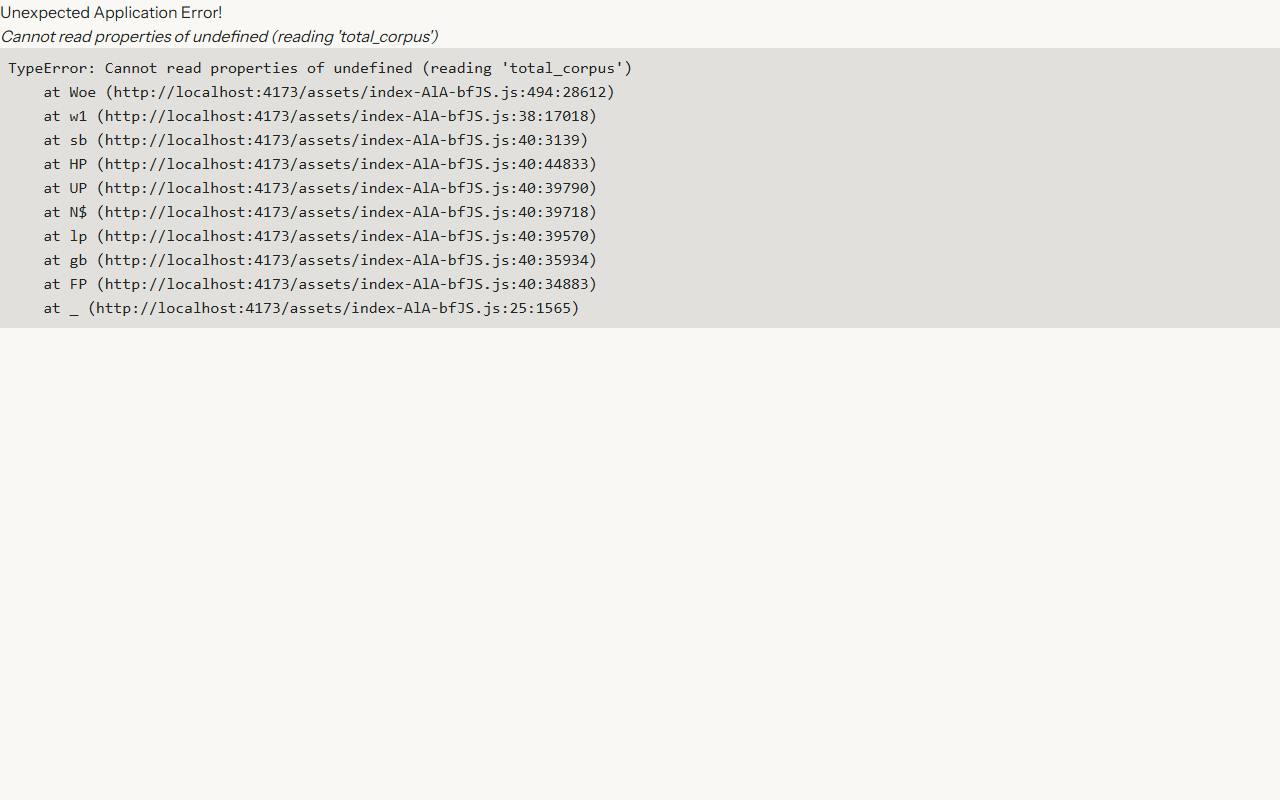 Unexpected Application Error!
Cannot read properties of undefined (reading 'total_corpus')
TypeError: Cannot read properties of undefined (reading 'total_corpus')
    at Woe (http://localhost:4173/assets/index-AlA-bfJS.js:494:28612)
    at w1 (http://localhost:4173/assets/index-AlA-bfJS.js:38:17018)
    at sb (http://localhost:4173/assets/index-AlA-bfJS.js:40:3139)
    at HP (http://localhost:4173/assets/index-AlA-bfJS.js:40:44833)
    at UP (http://localhost:4173/assets/index-AlA-bfJS.js:40:39790)
    at N$ (http://localhost:4173/assets/index-AlA-bfJS.js:40:39718)
    at lp (http://localhost:4173/assets/index-AlA-bfJS.js:40:39570)
    at gb (http://localhost:4173/assets/index-AlA-bfJS.js:40:35934)
    at FP (http://localhost:4173/assets/index-AlA-bfJS.js:40:34883)
    at _ (http://localhost:4173/assets/index-AlA-bfJS.js:25:1565)